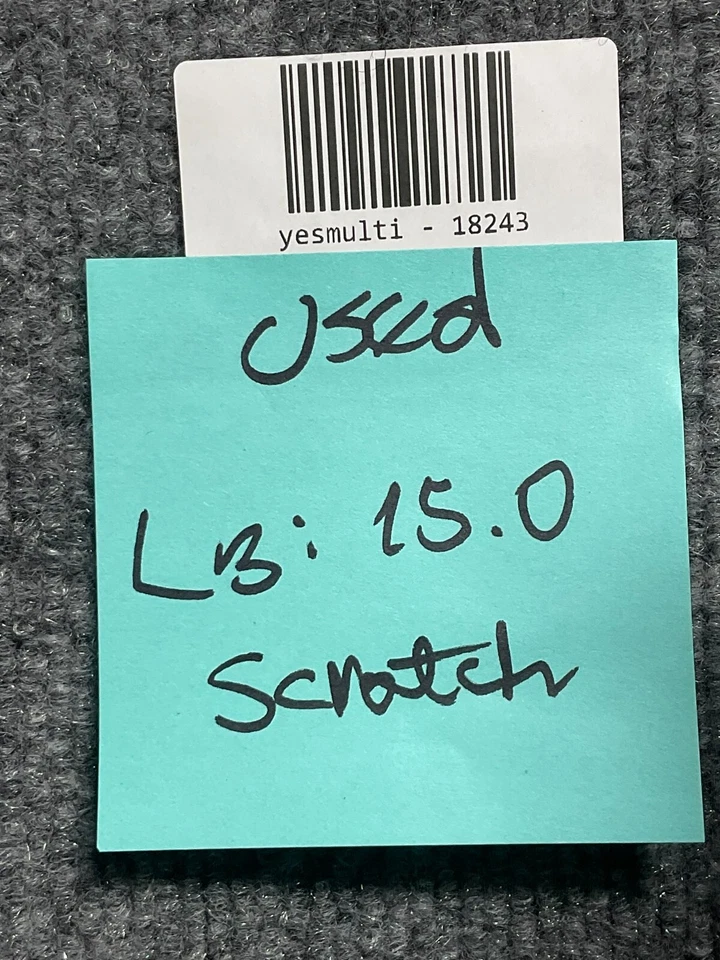 yesmulti - 18243
Used
LB: 15.0
Scratch